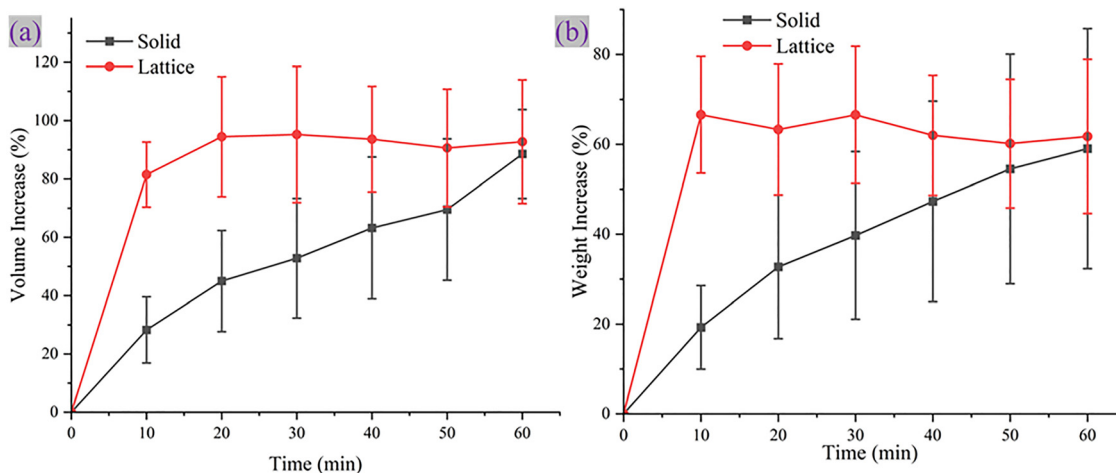 (a)
Solid
Lattice
Volume Increase (%)
120
100
80
60
40
20
0
0 10 20 30 40 50 60
Time (min)
(b)
Solid
Lattice
Weight Increase (%)
80
60
40
20
0
0 10 20 30 40 50 60
Time (min)